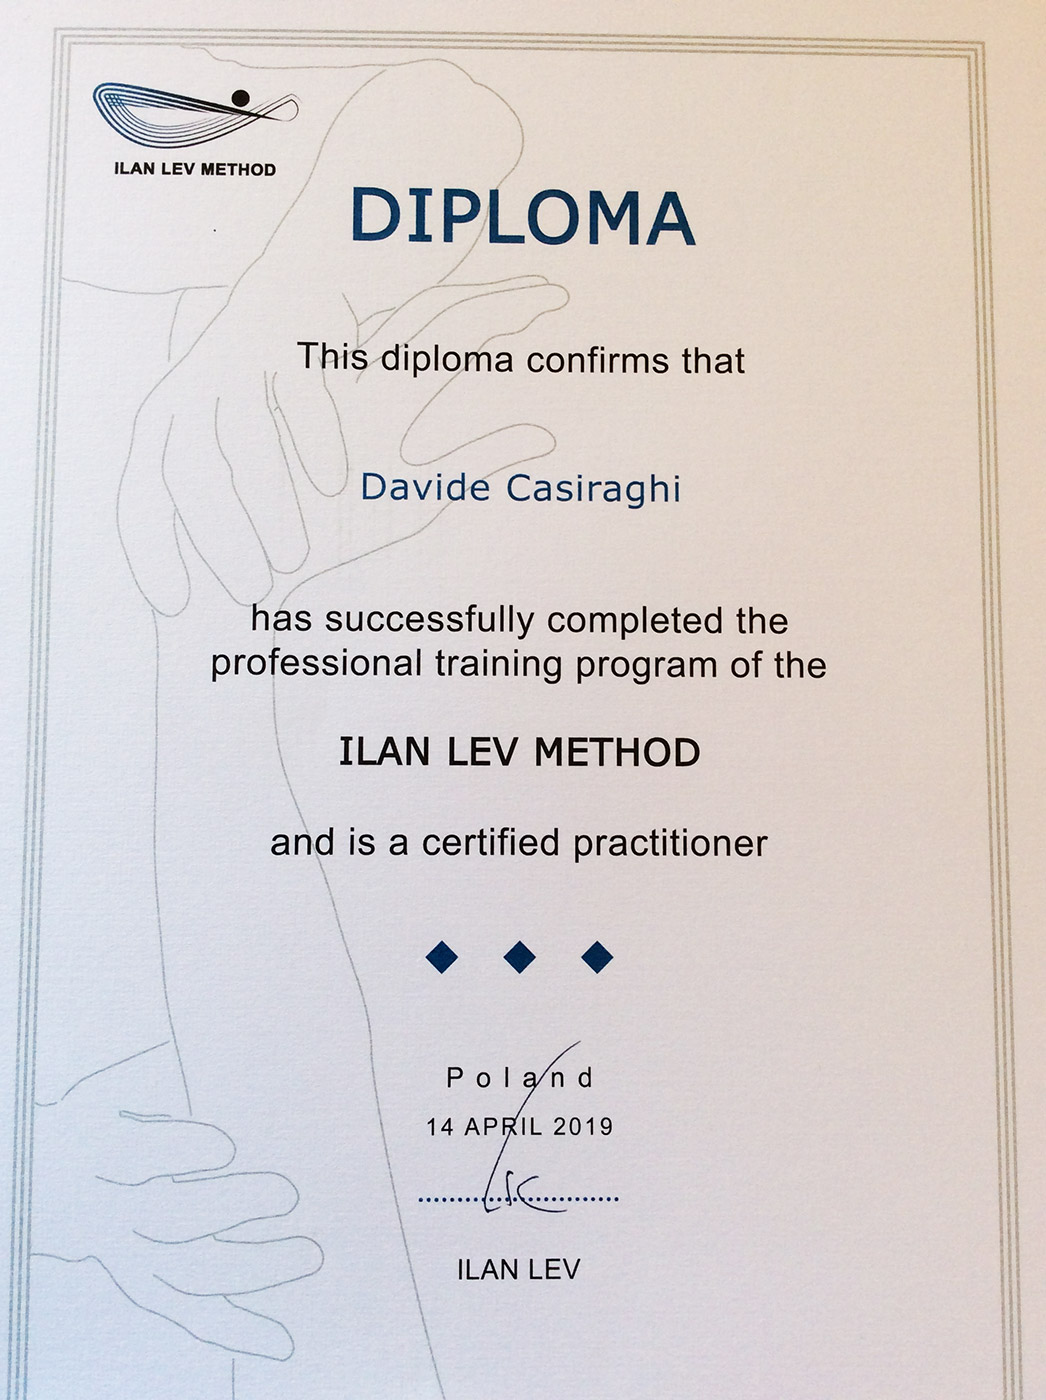 ILAN LEV METHOD
DIPLOMA
This diploma confirms that
Davide Casiraghi
has successfully completed the
professional training program of the
ILAN LEV METHOD
and is a certified practitioner
Poland
14 APRIL 2019
ILAN LEV